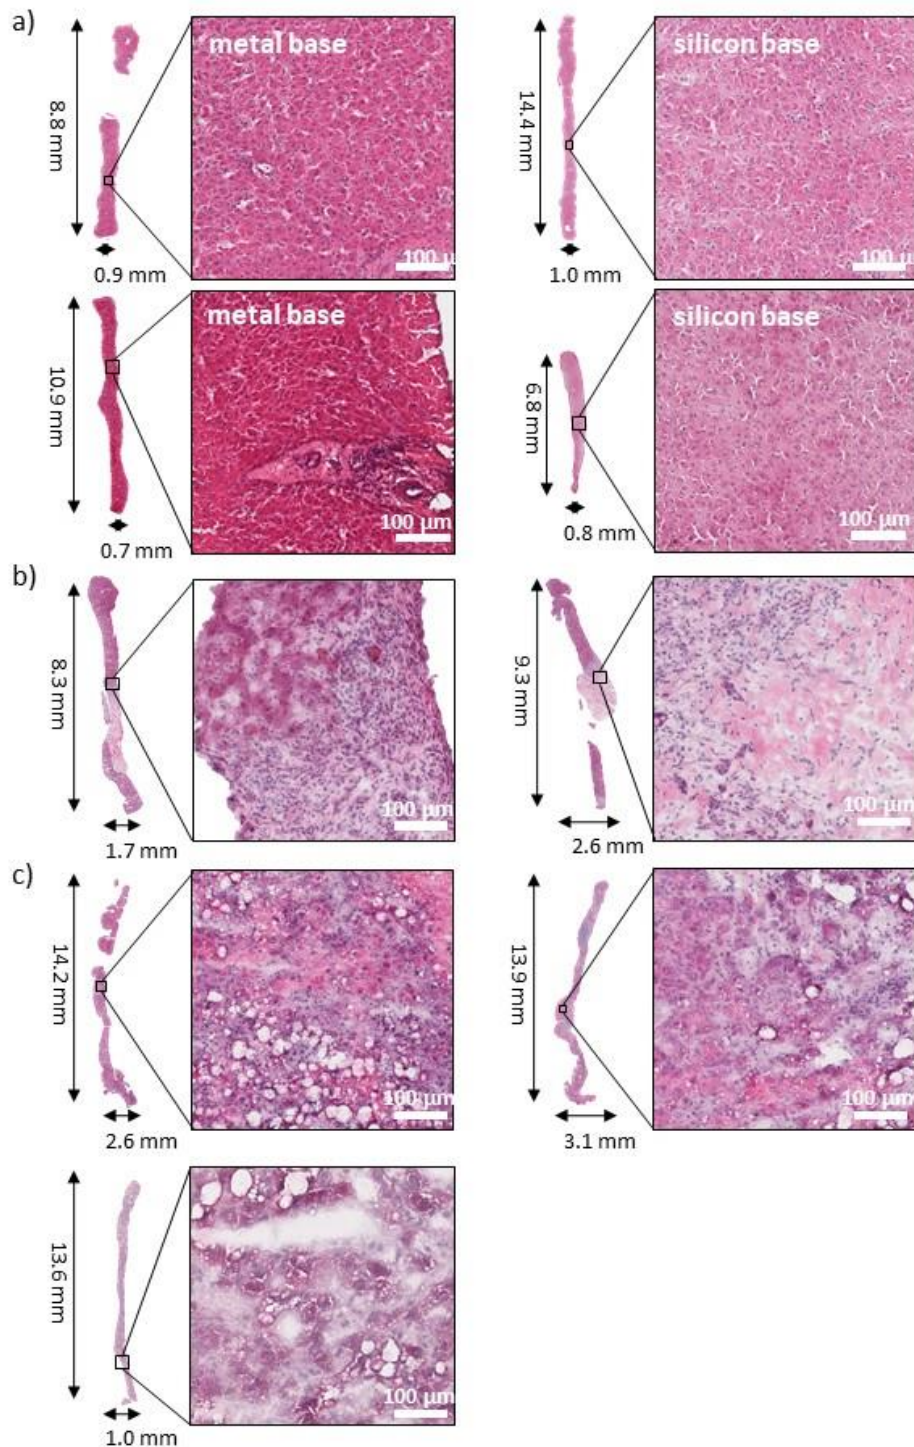 a)
8.8 mm
metal base
100 µ
0.9 mm
14.4 mm
silicon base
100 µm
1.0 mm
10.9 mm
metal base
100 µm
0.7 mm
6.8 mm
silicon base
100 µm
0.8 mm
b)
8.3 mm
100 µm
1.7 mm
9.3 mm
100 µm
2.6 mm
c)
14.2 mm
100 µm
2.6 mm
13.9 mm
100 µm
3.1 mm
13.6 mm
100 µm
1.0 mm